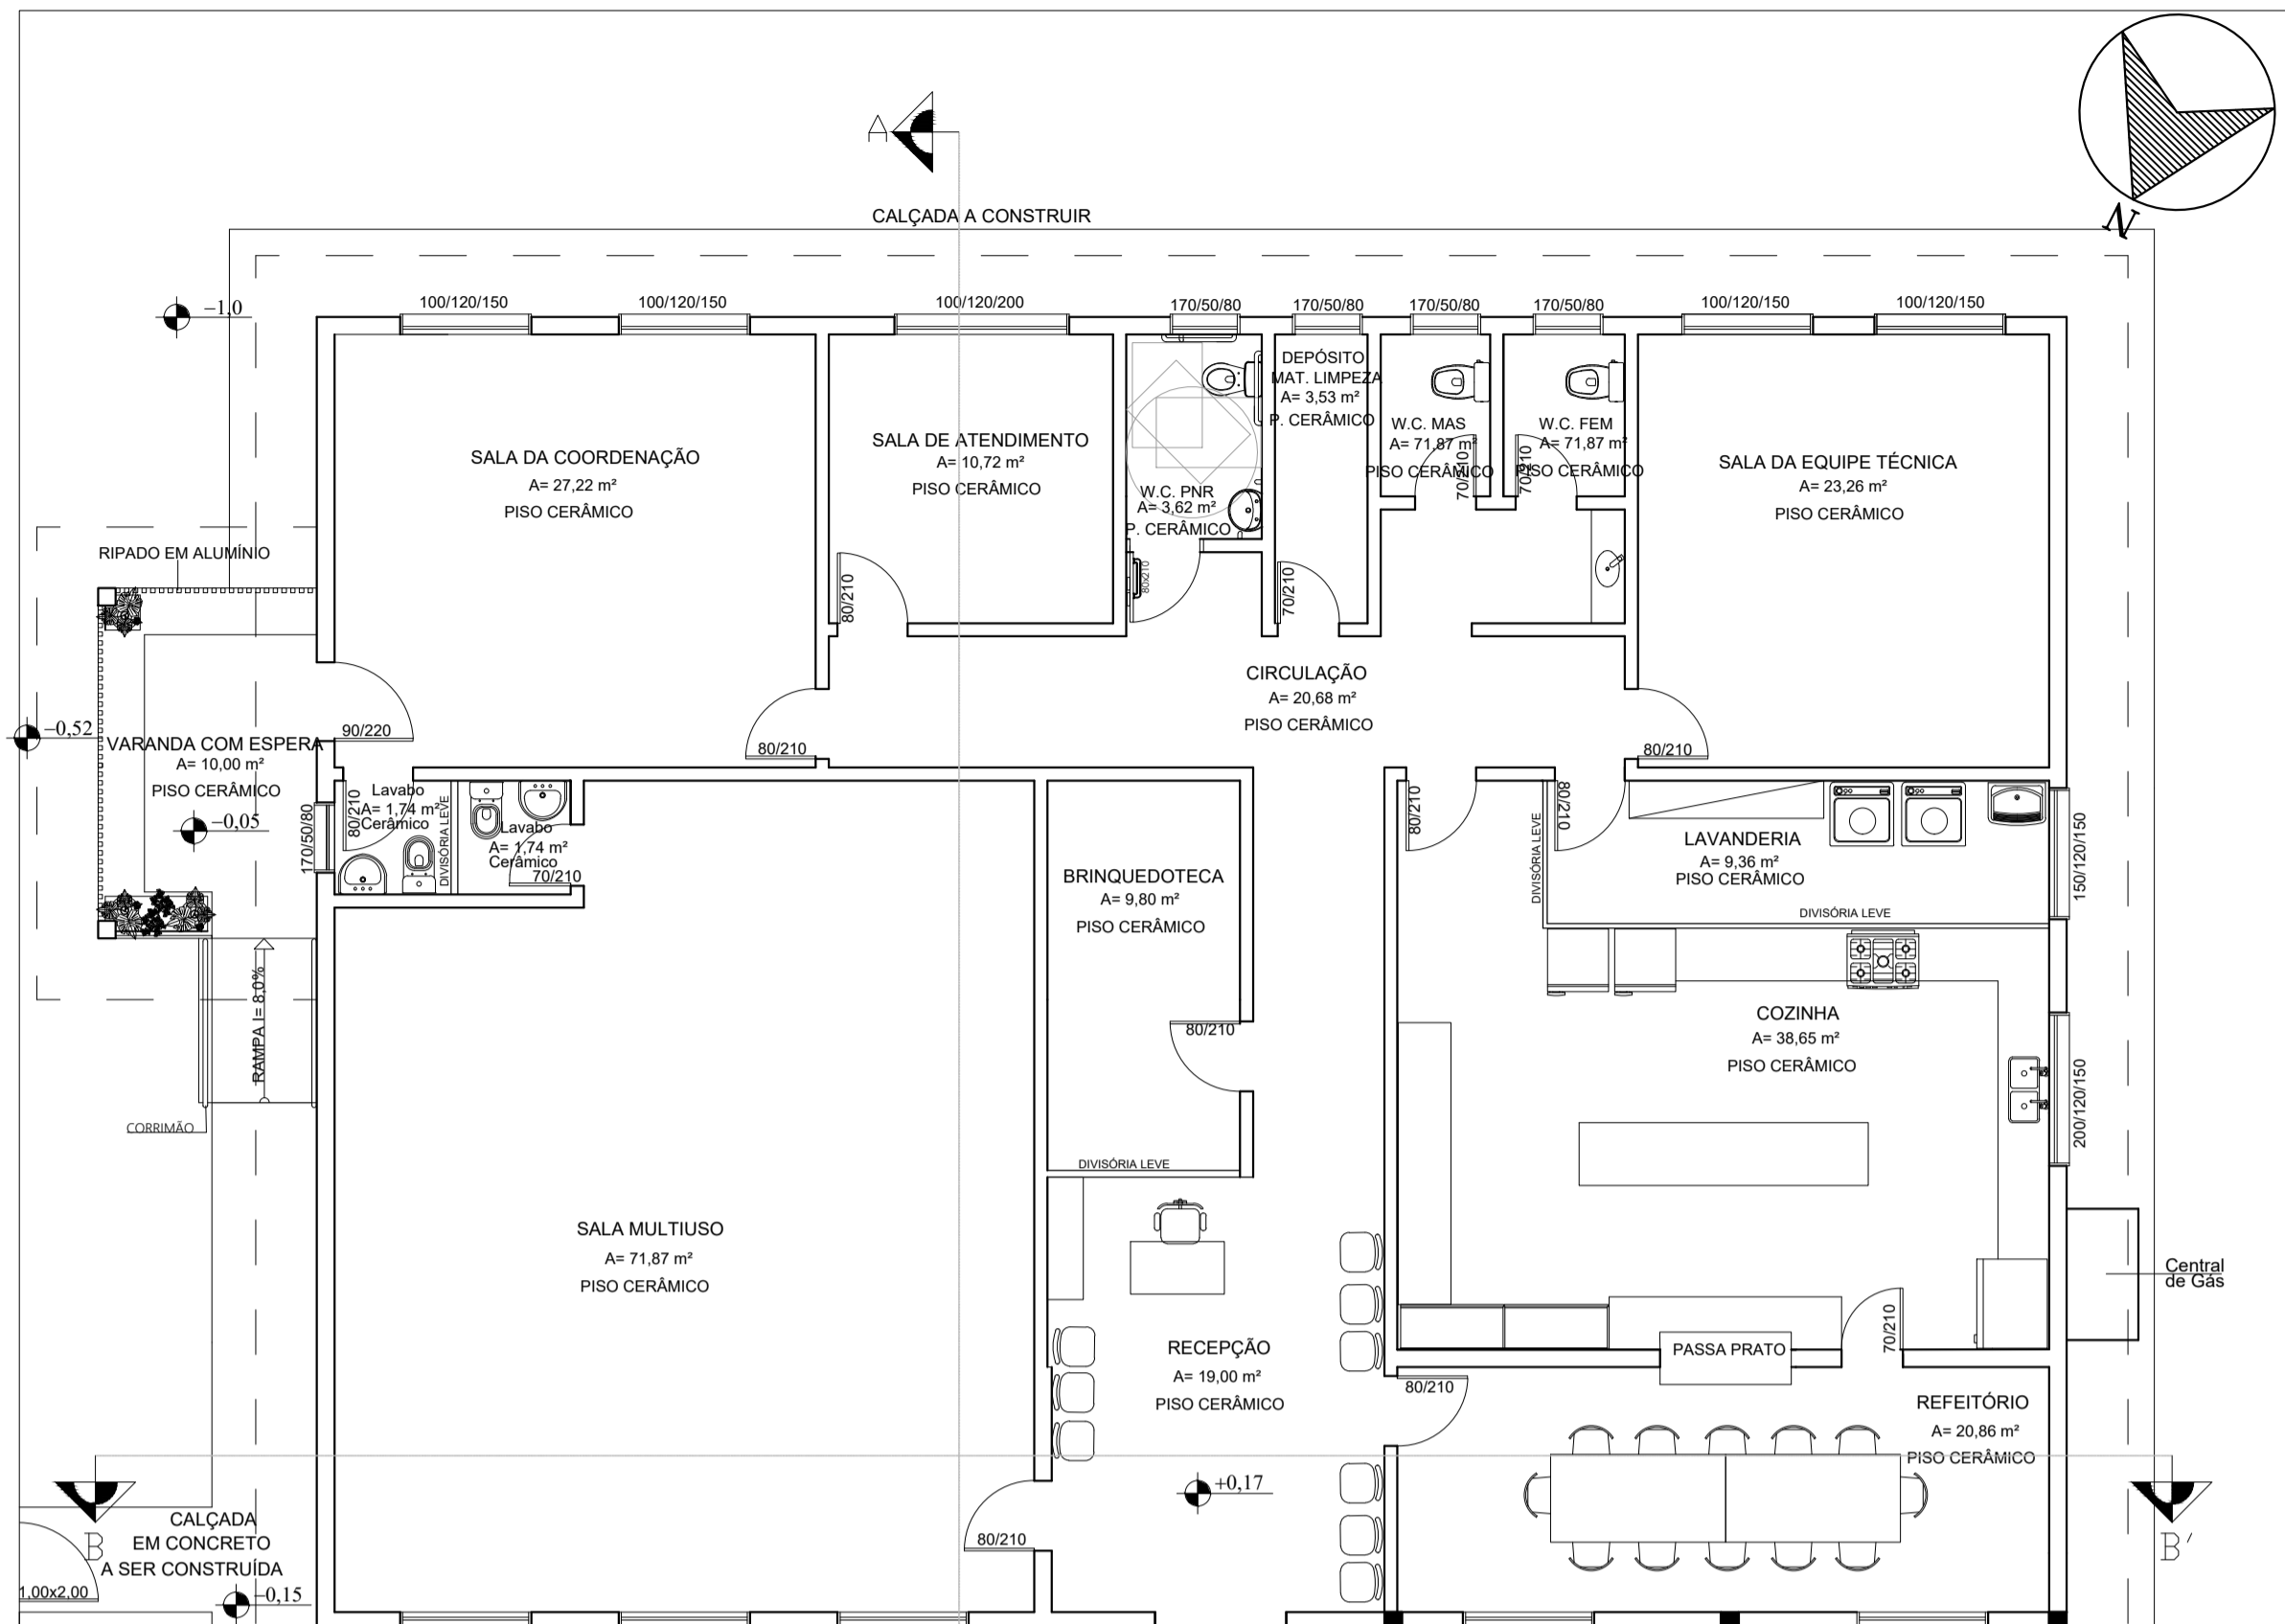 A
N
CALÇADA A CONSTRUIR
−1,0
100/120/150
100/120/150
100/120/200
170/50/80
170/50/80
170/50/80
170/50/80
100/120/150
100/120/150
SALA DA COORDENAÇÃO
A= 27,22 m²
PISO CERÂMICO
SALA DE ATENDIMENTO
A= 10,72 m²
PISO CERÂMICO
W.C. PNR
A= 3,62 m²
P. CERÂMICO
DEPÓSITO
MAT. LIMPEZA
A= 3,53 m²
P. CERÂMICO
W.C. MAS
A= 71,87 m²
PISO CERÂMICO
W.C. FEM
A= 71,87 m²
PISO CERÂMICO
SALA DA EQUIPE TÉCNICA
A= 23,26 m²
PISO CERÂMICO
70/210
70/210
RIPADO EM ALUMÍNIO
80/210
80x210
70/210
CIRCULAÇÃO
A= 20,68 m²
PISO CERÂMICO
−0,52
VARANDA COM ESPERA
A= 10,00 m²
PISO CERÂMICO
−0,05
90/220
80/210
80/210
170/50/80
80/210
Lavabo
A= 1,74 m²
Cerâmico
DIVISÓRIA LEVE
Lavabo
A= 1,74 m²
Cerâmico
70/210
BRINQUEDOTECA
A= 9,80 m²
PISO CERÂMICO
80/210
80/210
DIVISÓRIA LEVE
LAVANDERIA
A= 9,36 m²
PISO CERÂMICO
DIVISÓRIA LEVE
150/120/150
RAMPA I= 8,0%
CORRIMÃO
80/210
DIVISÓRIA LEVE
COZINHA
A= 38,65 m²
PISO CERÂMICO
200/120/150
SALA MULTIUSO
A= 71,87 m²
PISO CERÂMICO
Central
de Gás
RECEPÇÃO
A= 19,00 m²
PISO CERÂMICO
PASSA PRATO
70/210
80/210
REFEITÓRIO
A= 20,86 m²
PISO CERÂMICO
+0,17
80/210
B
B'
CALÇADA
EM CONCRETO
A SER CONSTRUÍDA
1,00x2,00
−0,15